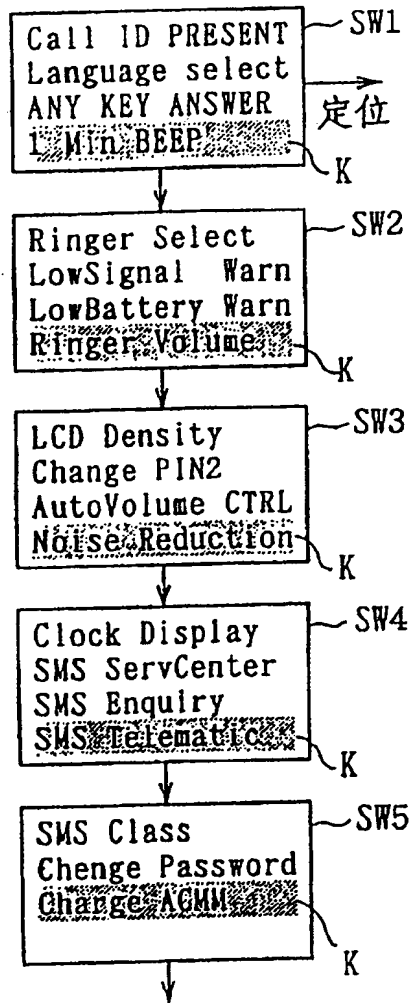 Call ID PRESENT
Language select
ANY KEY ANSWER
1 Min BEEP
SW1
定位
K
Ringer Select
LowSignal Warn
LowBattery Warn
Ringer Volume
SW2
K
LCD Density
Change PIN2
AutoVolume CTRL
Noise Reduction
SW3
K
Clock Display
SMS ServCenter
SMS Enquiry
SMS Telematic
SW4
K
SMS Class
Chenge Password
Charge ACMM
SW5
K